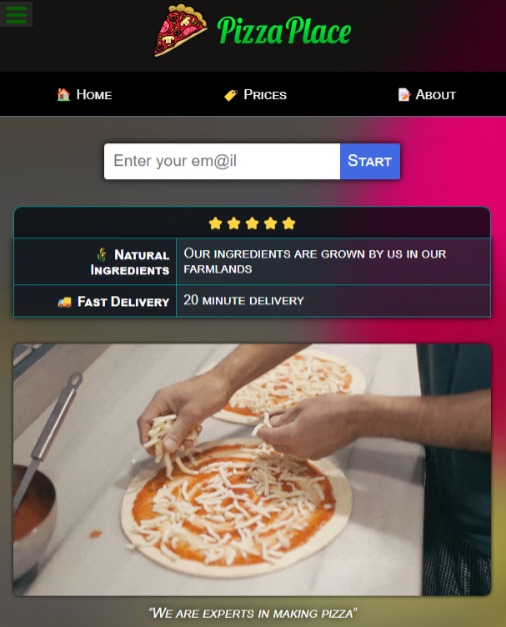 PizzaPlace
🏠 Home
🏷️ Prices
📝 About
Enter your em@il
Start
⭐⭐⭐⭐⭐
Natural
Ingredients
Our ingredients are grown by us in our
farmlands
🚚 Fast Delivery
20 minute delivery
“We are experts in making pizza”